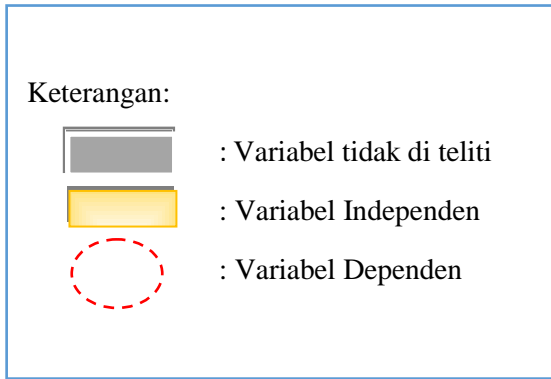 Keterangan:
: Variabel tidak di teliti
: Variabel Independen
: Variabel Dependen